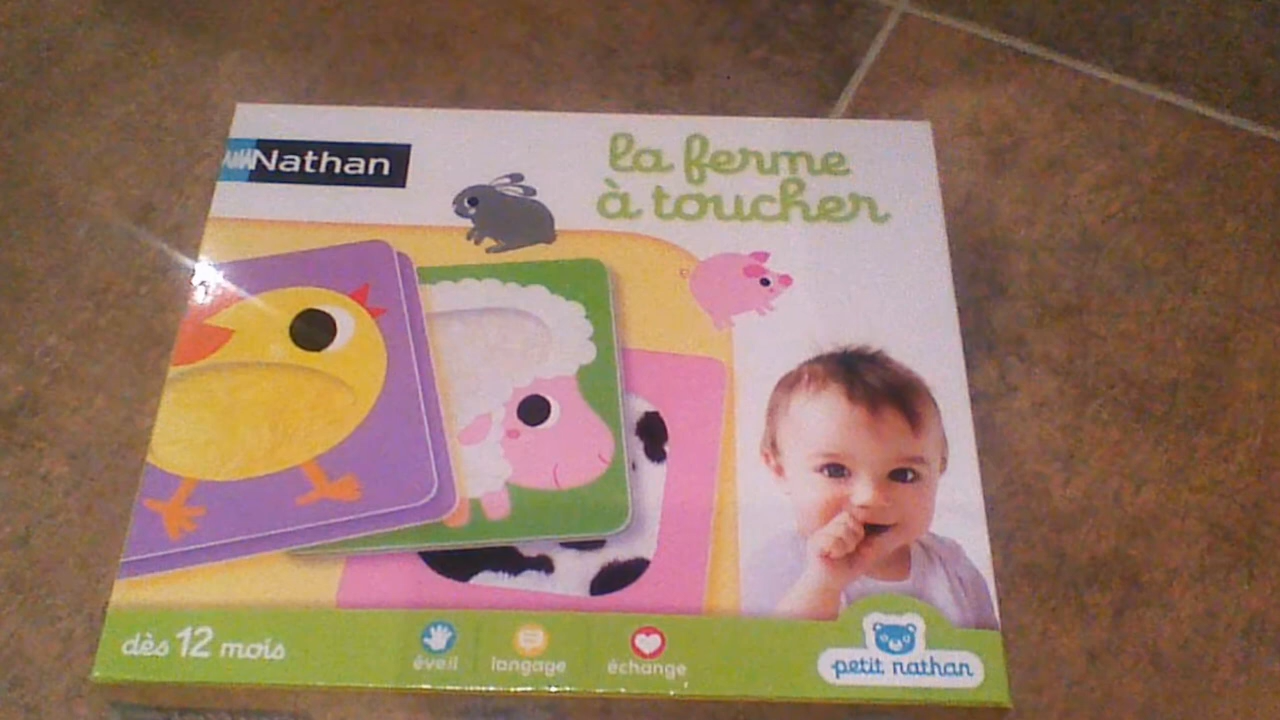 Nathan
la ferme
à toucher
dès 12 mois
éveil
langage
échange
petit nathan